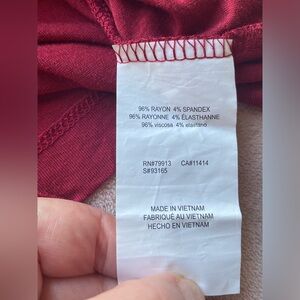 96% RAYON 4% SPANDEX
96% RAYONNE 4% ÉLASTHANNE
96% viscosa 4% elastano
RN#79913 CA#11414
S#93165
MADE IN VIETNAM
FABRIQUÉ AU VIETNAM
HECHO EN VIETNAM